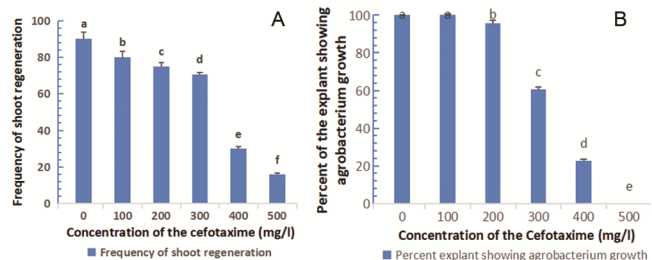 A
Frequency of shoot regeneration
100
80
60
40
20
0
a
b
c
d
e
f
0 100 200 300 400 500
Concentration of the cefotaxime (mg/l)
Frequency of shoot regeneration
B
Percent of the explant showing
agrobacterium growth
100
80
60
40
20
0
a
a
b
c
d
e
0 100 200 300 400 500
Concentration of the Cefotaxime (mg/l)
Percent explant showing agrobacterium growth